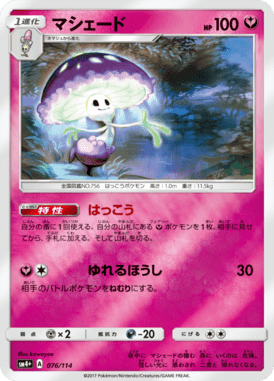 1進化
マシェード
HP 100
ネマシュから進化
全国図鑑NO.756 はっこうポケモン 高さ:1.0m 重さ:11.5kg
特性 はっこう
自分の番に1回使える。自分の山札にあるポケモンを1枚、相手に見せてから、手札に加える。そして山札を切る。
ゆれるほうし 30
相手のバトルポケモンをねむりにする。
弱点 ×2 抵抗力 -20 にげる
sm4+ A 076/114
©2017 Pokémon/Nintendo/Creatures/GAME FREAK.